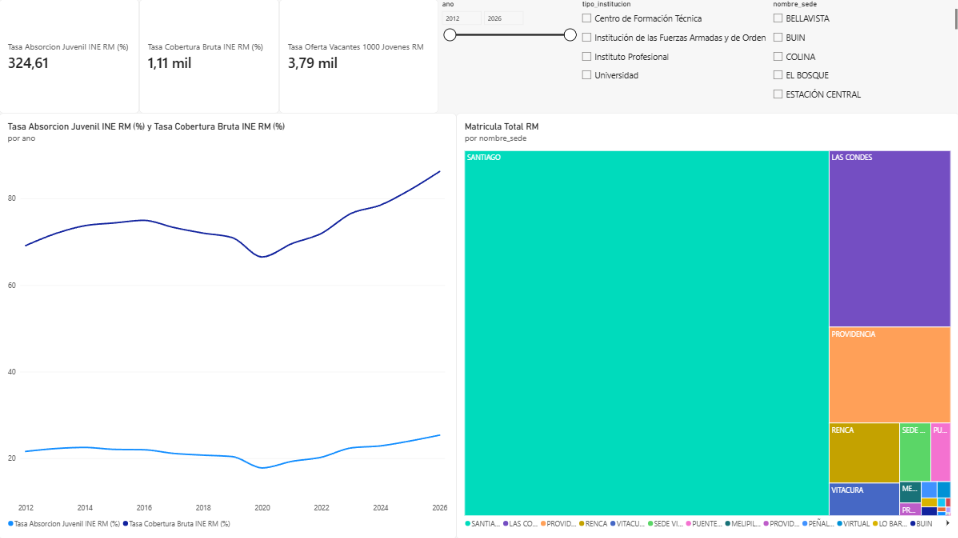 Tasa Absorcion Juvenil INE RM (%)
324,61
Tasa Cobertura Bruta INE RM (%)
1,11 mil
Tasa Oferta Vacantes 1000 Jovenes RM
3,79 mil
ano
2012
2026
tipo_institucion
Centro de Formación Técnica
Institución de las Fuerzas Armadas y de Orden
Instituto Profesional
Universidad
nombre_sede
BELLAVISTA
BUIN
COLINA
EL BOSQUE
ESTACIÓN CENTRAL
Tasa Absorcion Juvenil INE RM (%) y Tasa Cobertura Bruta INE RM (%)
por ano
80
60
40
20
2012 2014 2016 2018 2020 2022 2024 2026
Tasa Absorcion Juvenil INE RM (%) Tasa Cobertura Bruta INE RM (%)
Matricula Total RM
por nombre_sede
SANTIAGO
LAS CONDES
PROVIDENCIA
RENCA
SEDE ...
PU...
VITACURA
ME...
PR...
SANTIA... LAS CO... PROVID... RENCA VITACU... SEDE VI... PUENTE... MELIPIL... PROVID... PEÑAL... VIRTUAL LO BAR... BUIN